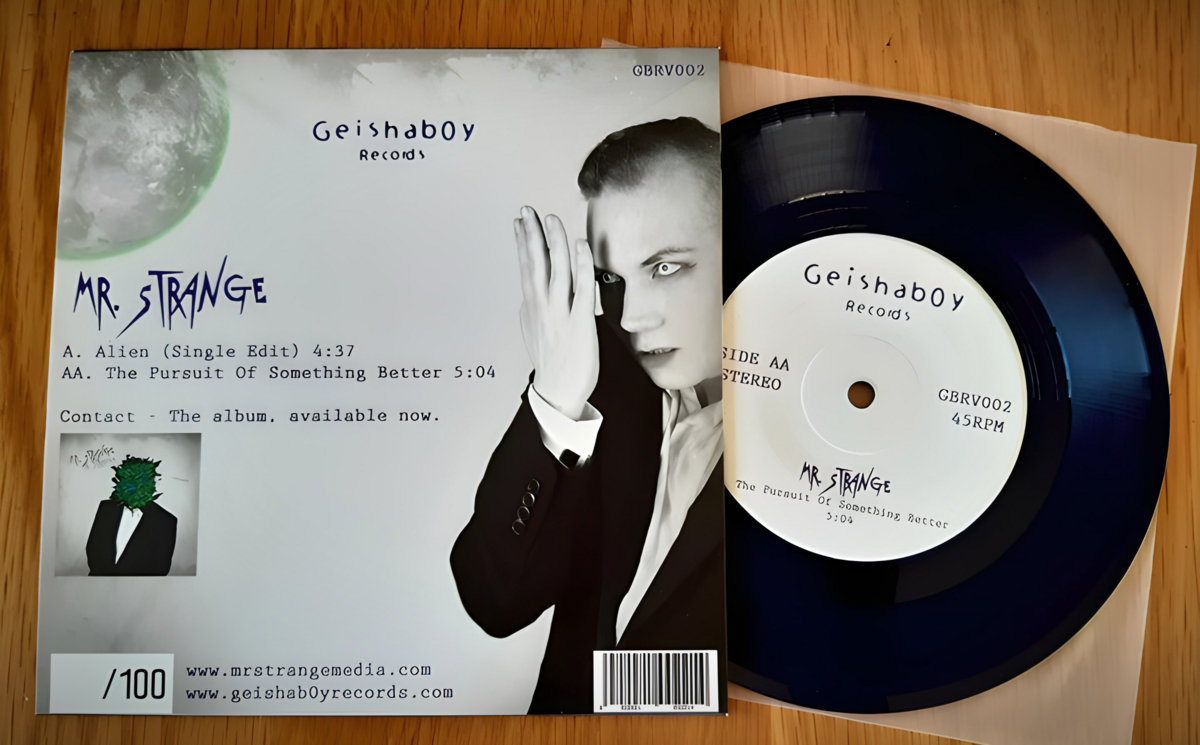 GBRV002
Geishab0y
Records
MR. STRANGE
A. Alien (Single Edit) 4:37
AA. The Pursuit Of Something Better 5:04
Contact - The album, available now.
/100
www.mrstrangemedia.com
www.geishab0yrecords.com
Geishab0y
Records
SIDE AA
STEREO
GBRV002
45RPM
MR. STRANGE
The Pursuit Of Something Better
5:04